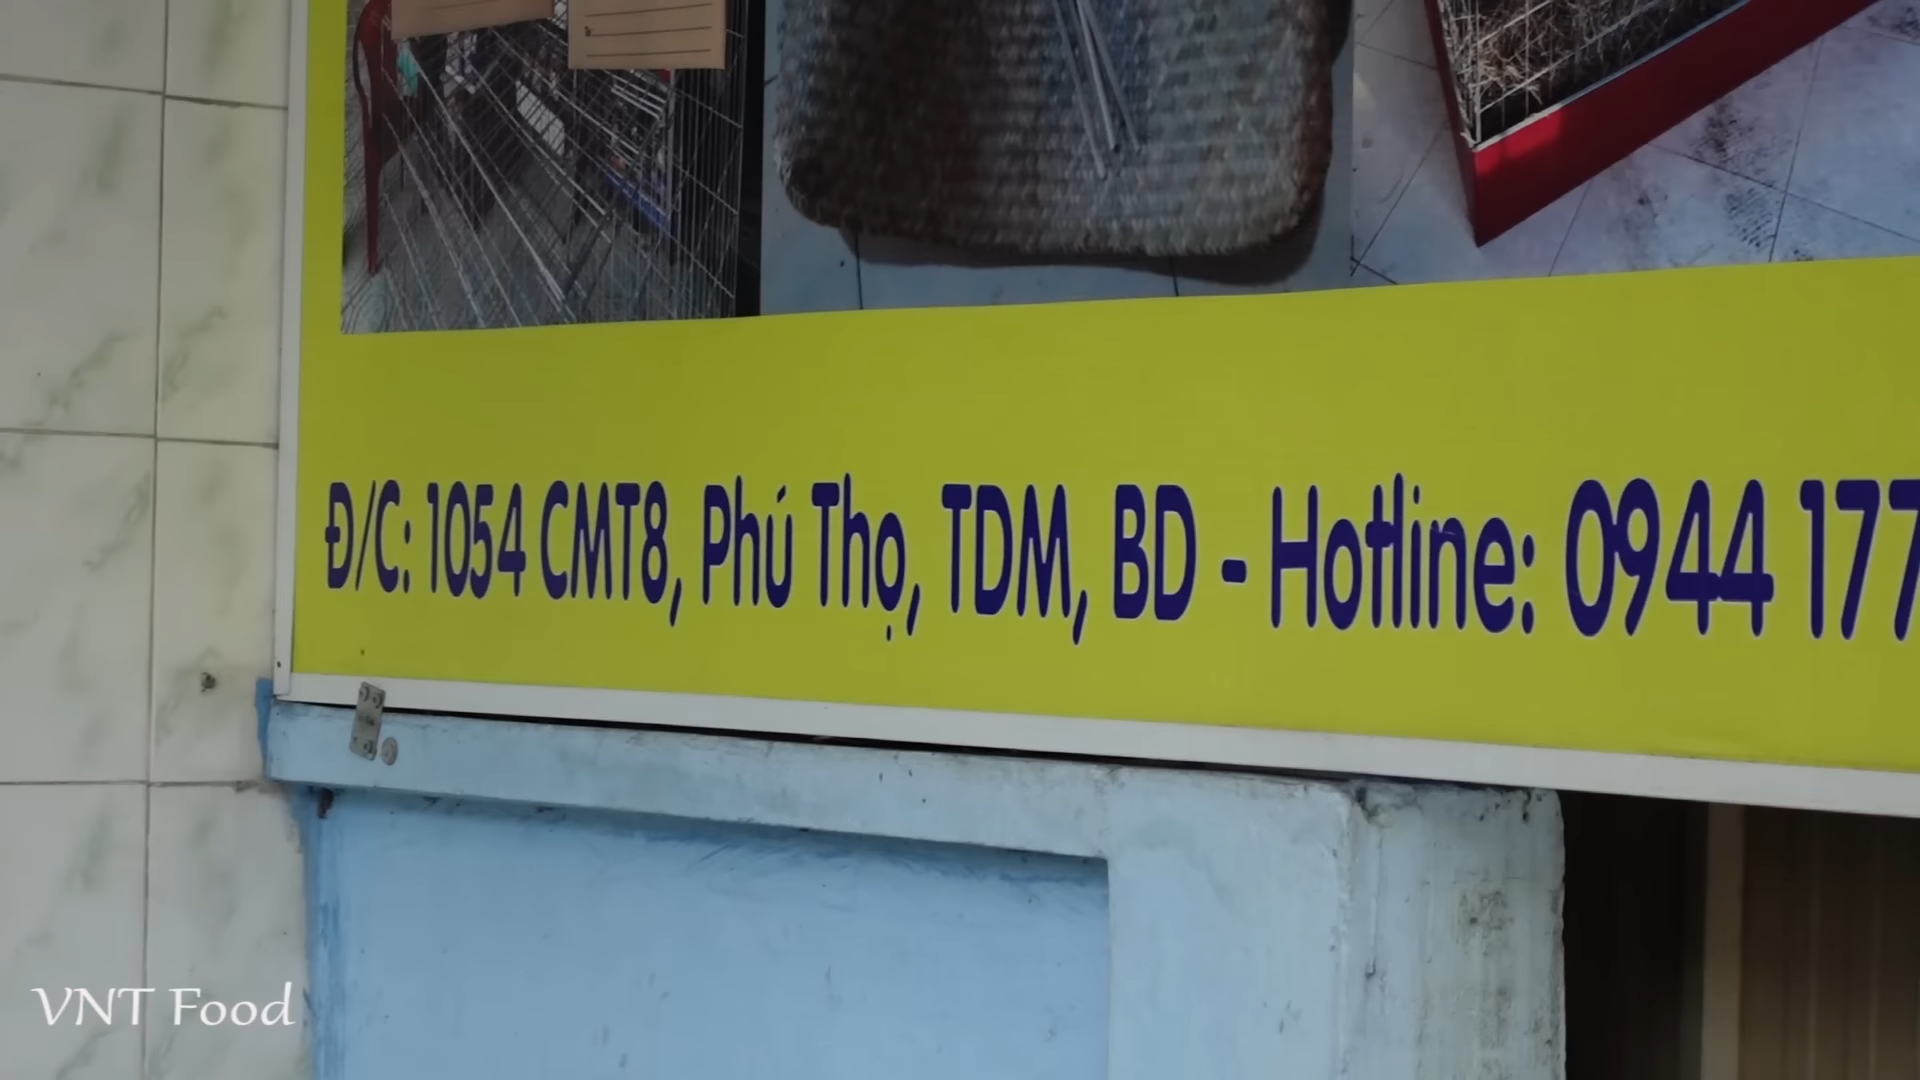 Đ/C: 1054 CMT8, Phú Thọ, TDM, BD - Hotline: 0944 177
VNT Food